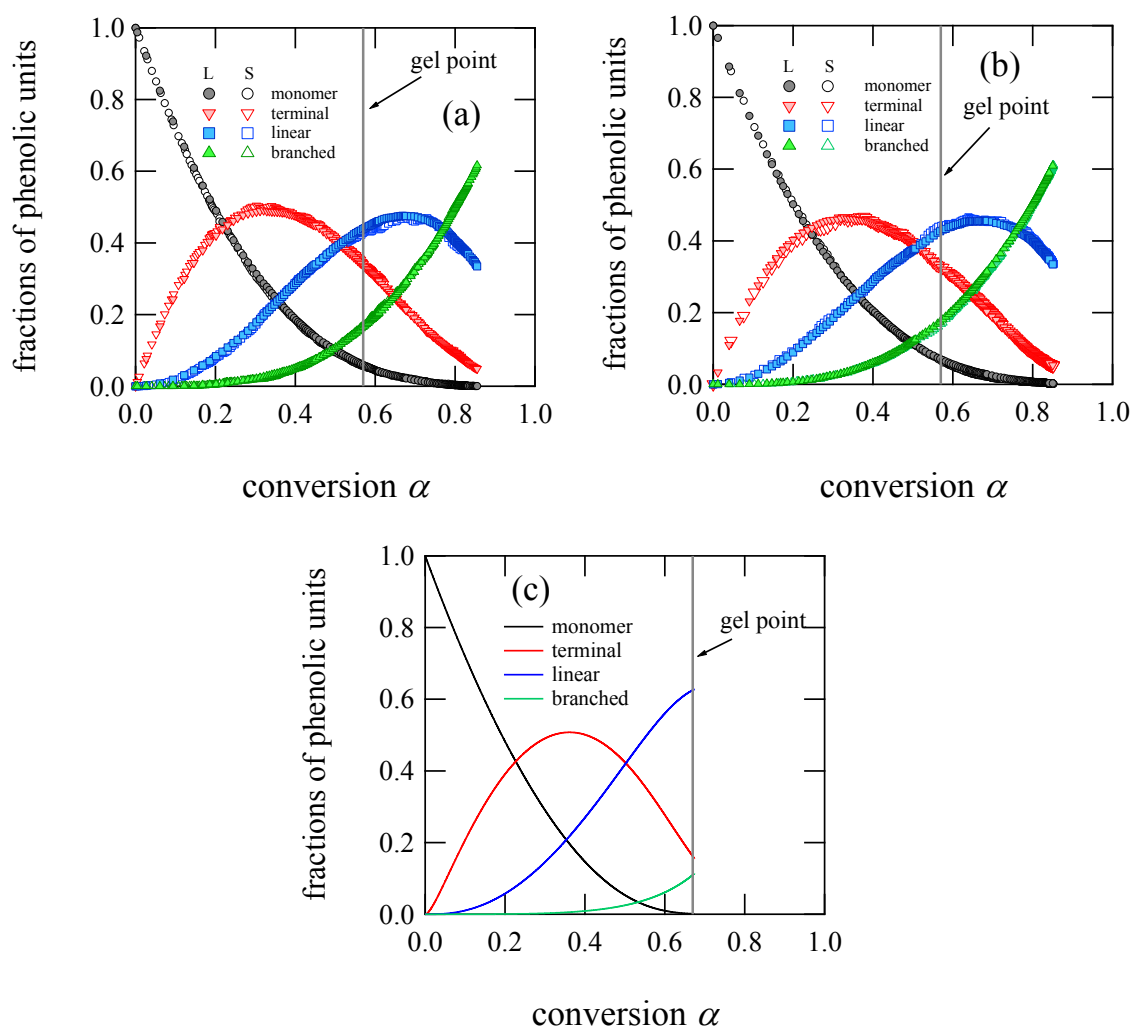 1.0
0.8
0.6
0.4
0.2
0.0
fractions of phenolic units
L S
monomer
terminal
linear
branched
gel point
(a)
0.0 0.2 0.4 0.6 0.8 1.0
conversion α
1.0
0.8
0.6
0.4
0.2
0.0
fractions of phenolic units
L S
monomer
terminal
linear
branched
(b)
gel point
0.0 0.2 0.4 0.6 0.8 1.0
conversion α
1.0
0.8
0.6
0.4
0.2
0.0
fractions of phenolic units
(c)
monomer
terminal
linear
branched
gel point
0.0 0.2 0.4 0.6 0.8 1.0
conversion α